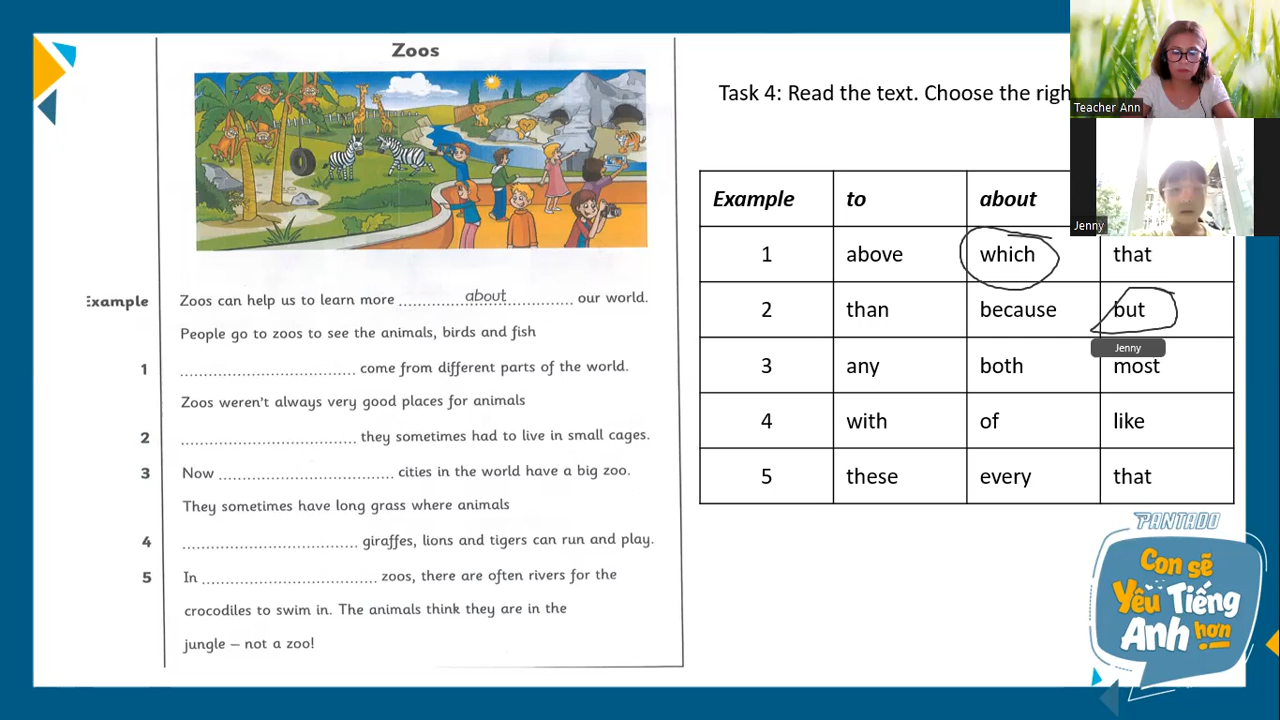 Zoos
Example
Zoos can help us to learn more about our world.
People go to zoos to see the animals, birds and fish
1 .................................. come from different parts of the world.
Zoos weren't always very good places for animals
2 .................................. they sometimes had to live in small cages.
3 Now .................................. cities in the world have a big zoo.
They sometimes have long grass where animals
4 .................................. giraffes, lions and tigers can run and play.
5 In .................................. zoos, there are often rivers for the
crocodiles to swim in. The animals think they are in the
jungle – not a zoo!
Task 4: Read the text. Choose the
Example to about
1 above which that
2 than because but
3 any both most
4 with of like
5 these every that
Jenny
Teacher Ann
Jenny
PANTADO
Con sẽ
Yêu Tiếng
Anh hơn